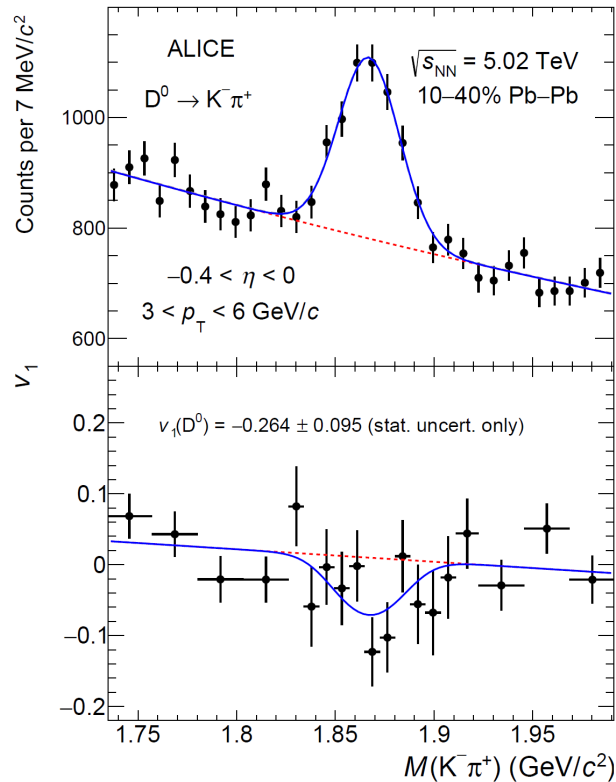 Counts per 7 MeV/c²
ALICE
D⁰ → K⁻π⁺
√s_NN = 5.02 TeV
10–40% Pb–Pb
1000
800
600
−0.4 < η < 0
3 < p_T < 6 GeV/c
v₁
v₁(D⁰) = −0.264 ± 0.095 (stat. uncert. only)
0.2
0.1
0
−0.1
−0.2
1.75
1.8
1.85
1.9
1.95
M(K⁻π⁺) (GeV/c²)